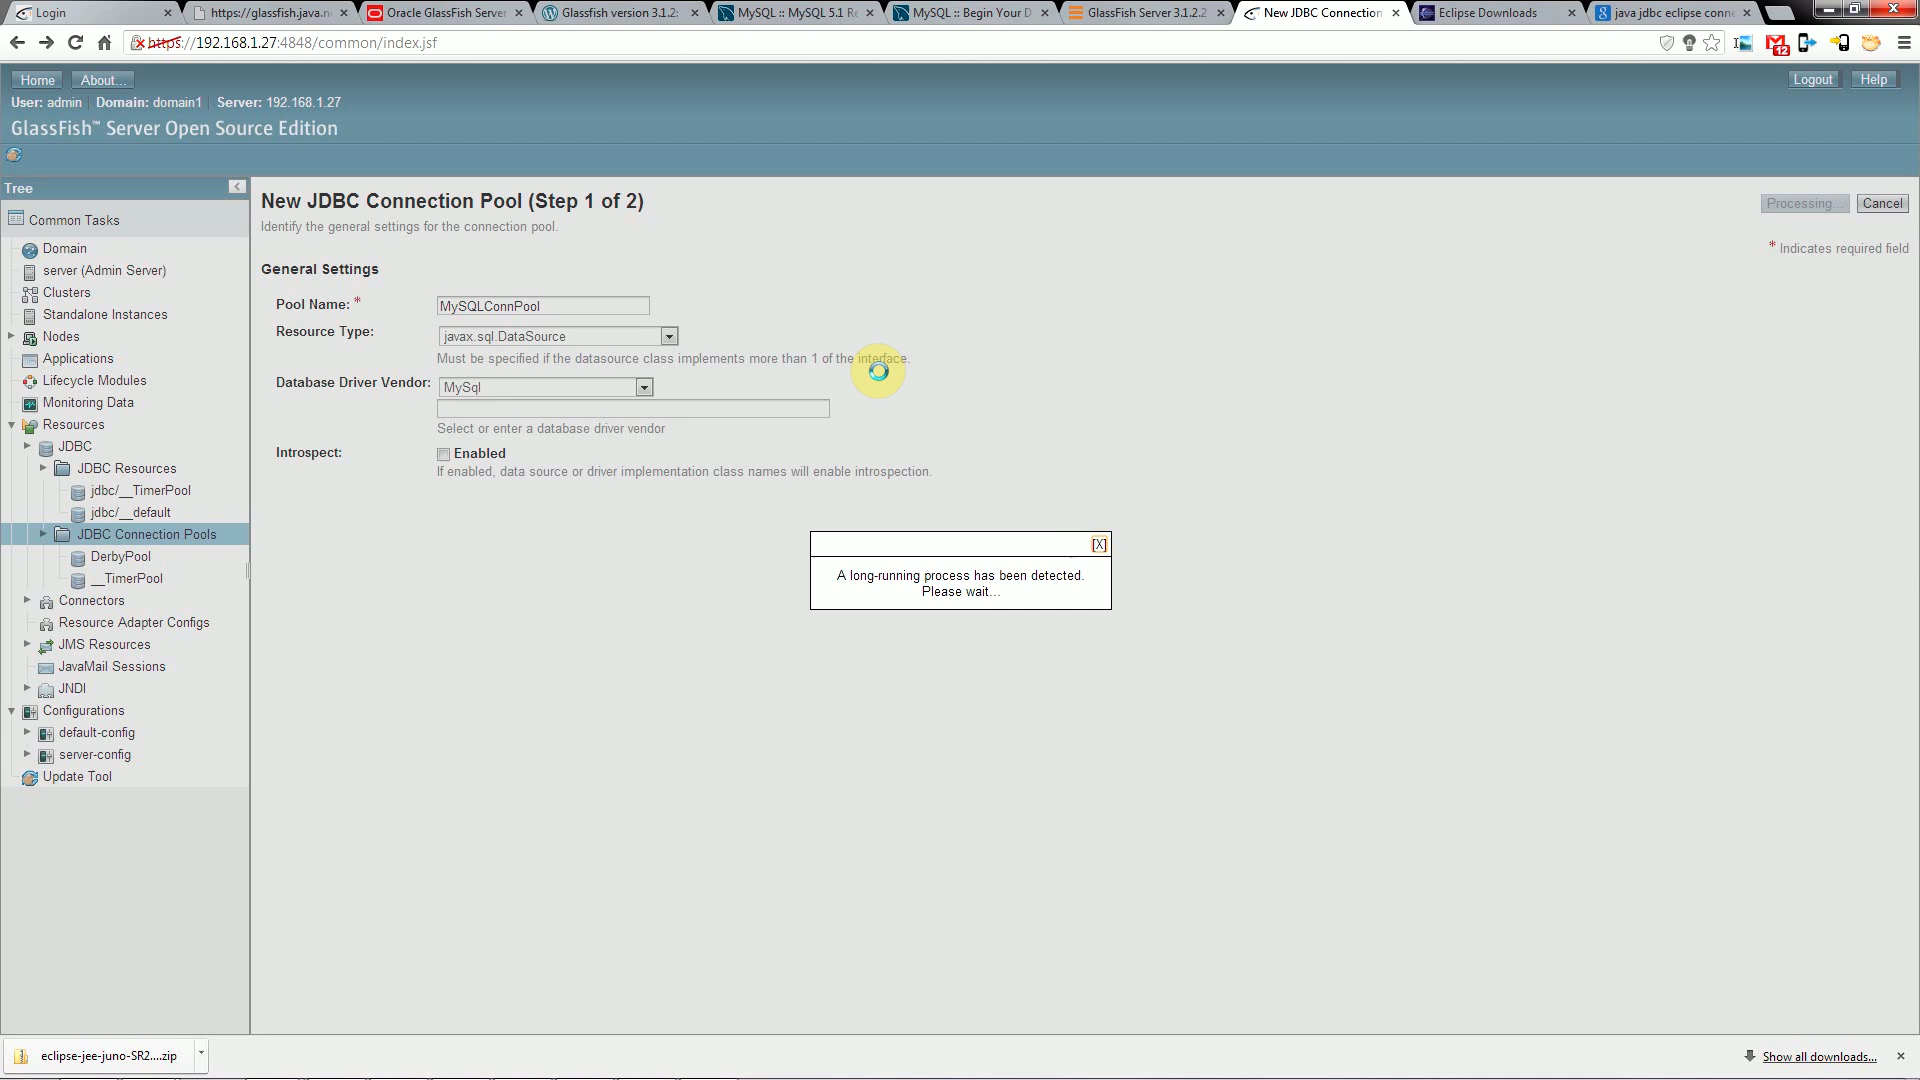 Login
https://glassfish.java.n
Oracle GlassFish Server
Glassfish version 3.1.2:
MySQL :: MySQL 5.1 Re
MySQL :: Begin Your D
GlassFish Server 3.1.2.2
New JDBC Connection
Eclipse Downloads
java jdbc eclipse conne
https://192.168.1.27:4848/common/index.jsf
12
Home About...
Logout Help
User: admin Domain: domain1 Server: 192.168.1.27
GlassFish™ Server Open Source Edition
Tree
Common Tasks
Domain
server (Admin Server)
Clusters
Standalone Instances
Nodes
Applications
Lifecycle Modules
Monitoring Data
Resources
JDBC
JDBC Resources
jdbc/__TimerPool
jdbc/__default
JDBC Connection Pools
DerbyPool
__TimerPool
Connectors
Resource Adapter Configs
JMS Resources
JavaMail Sessions
JNDI
Configurations
default-config
server-config
Update Tool
New JDBC Connection Pool (Step 1 of 2)
Processing... Cancel
Identify the general settings for the connection pool.
* Indicates required field
General Settings
Pool Name: * MySQLConnPool
Resource Type: javax.sql.DataSource
Must be specified if the datasource class implements more than 1 of the interface.
Database Driver Vendor: MySql
Select or enter a database driver vendor
Introspect: Enabled
If enabled, data source or driver implementation class names will enable introspection.
[X]
A long-running process has been detected.
Please wait...
eclipse-jee-juno-SR2....zip
Show all downloads...